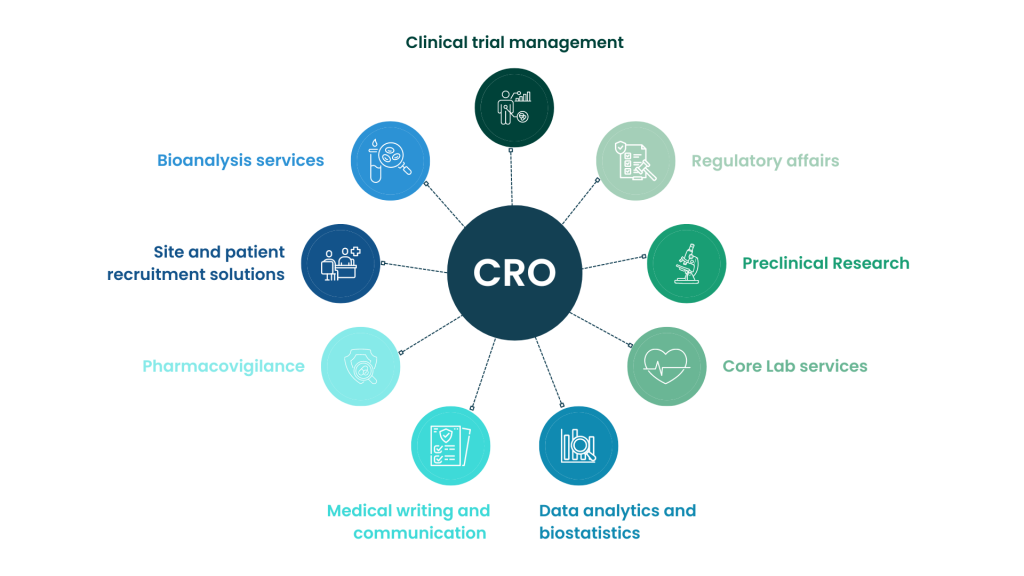 Clinical trial management
Bioanalysis services
Regulatory affairs
Site and patient
recruitment solutions
CRO
Preclinical Research
Pharmacovigilance
Core Lab services
Medical writing and
communication
Data analytics and
biostatistics